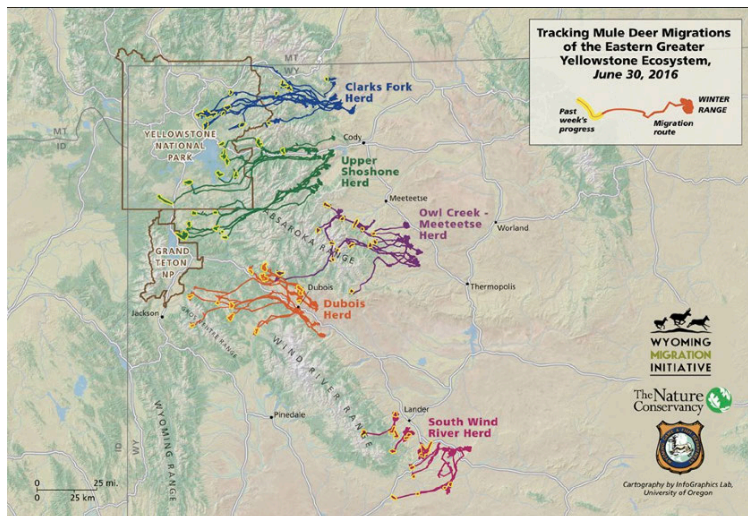 Tracking Mule Deer Migrations
of the Eastern Greater
Yellowstone Ecosystem,
June 30, 2016
Past
week's
progress
Migration
route
WINTER
RANGE
MT
WY
Clarks Fork
Herd
MT
ID
YELLOWSTONE
NATIONAL
PARK
Cody
Upper
Shoshone
Herd
Meeteetse
Owl Creek -
Meeteetse
Herd
Worland
ABSAROKA RANGE
GRAND
TETON
NP
Thermopolis
Dubois
Dubois
Herd
Jackson
GROS VENTRE RANGE
WIND RIVER RANGE
WYOMING
MIGRATION
INITIATIVE
The Nature
Conservancy
Lander
Pinedale
South Wind
River Herd
WYOMING RANGE
ID
WY
0 25 mi.
0 25 km
Cartography by InfoGraphics Lab,
University of Oregon